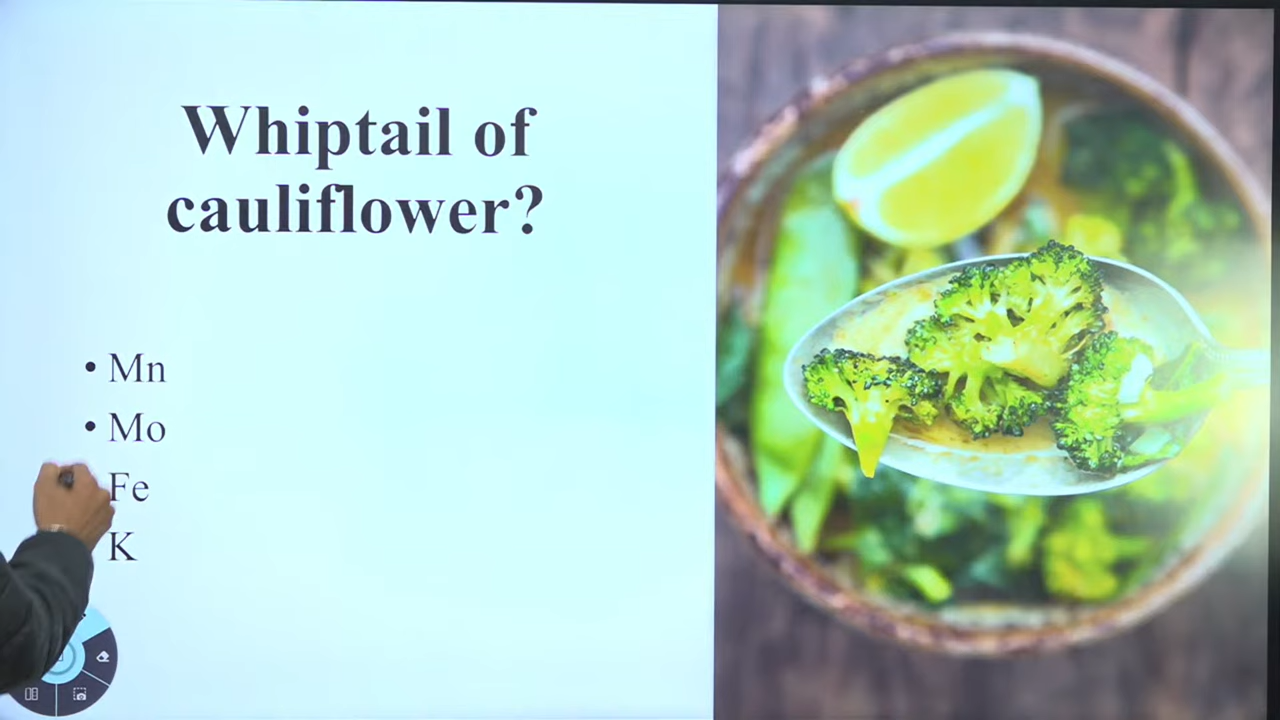 Whiptail of
cauliflower?
• Mn
• Mo
Fe
K